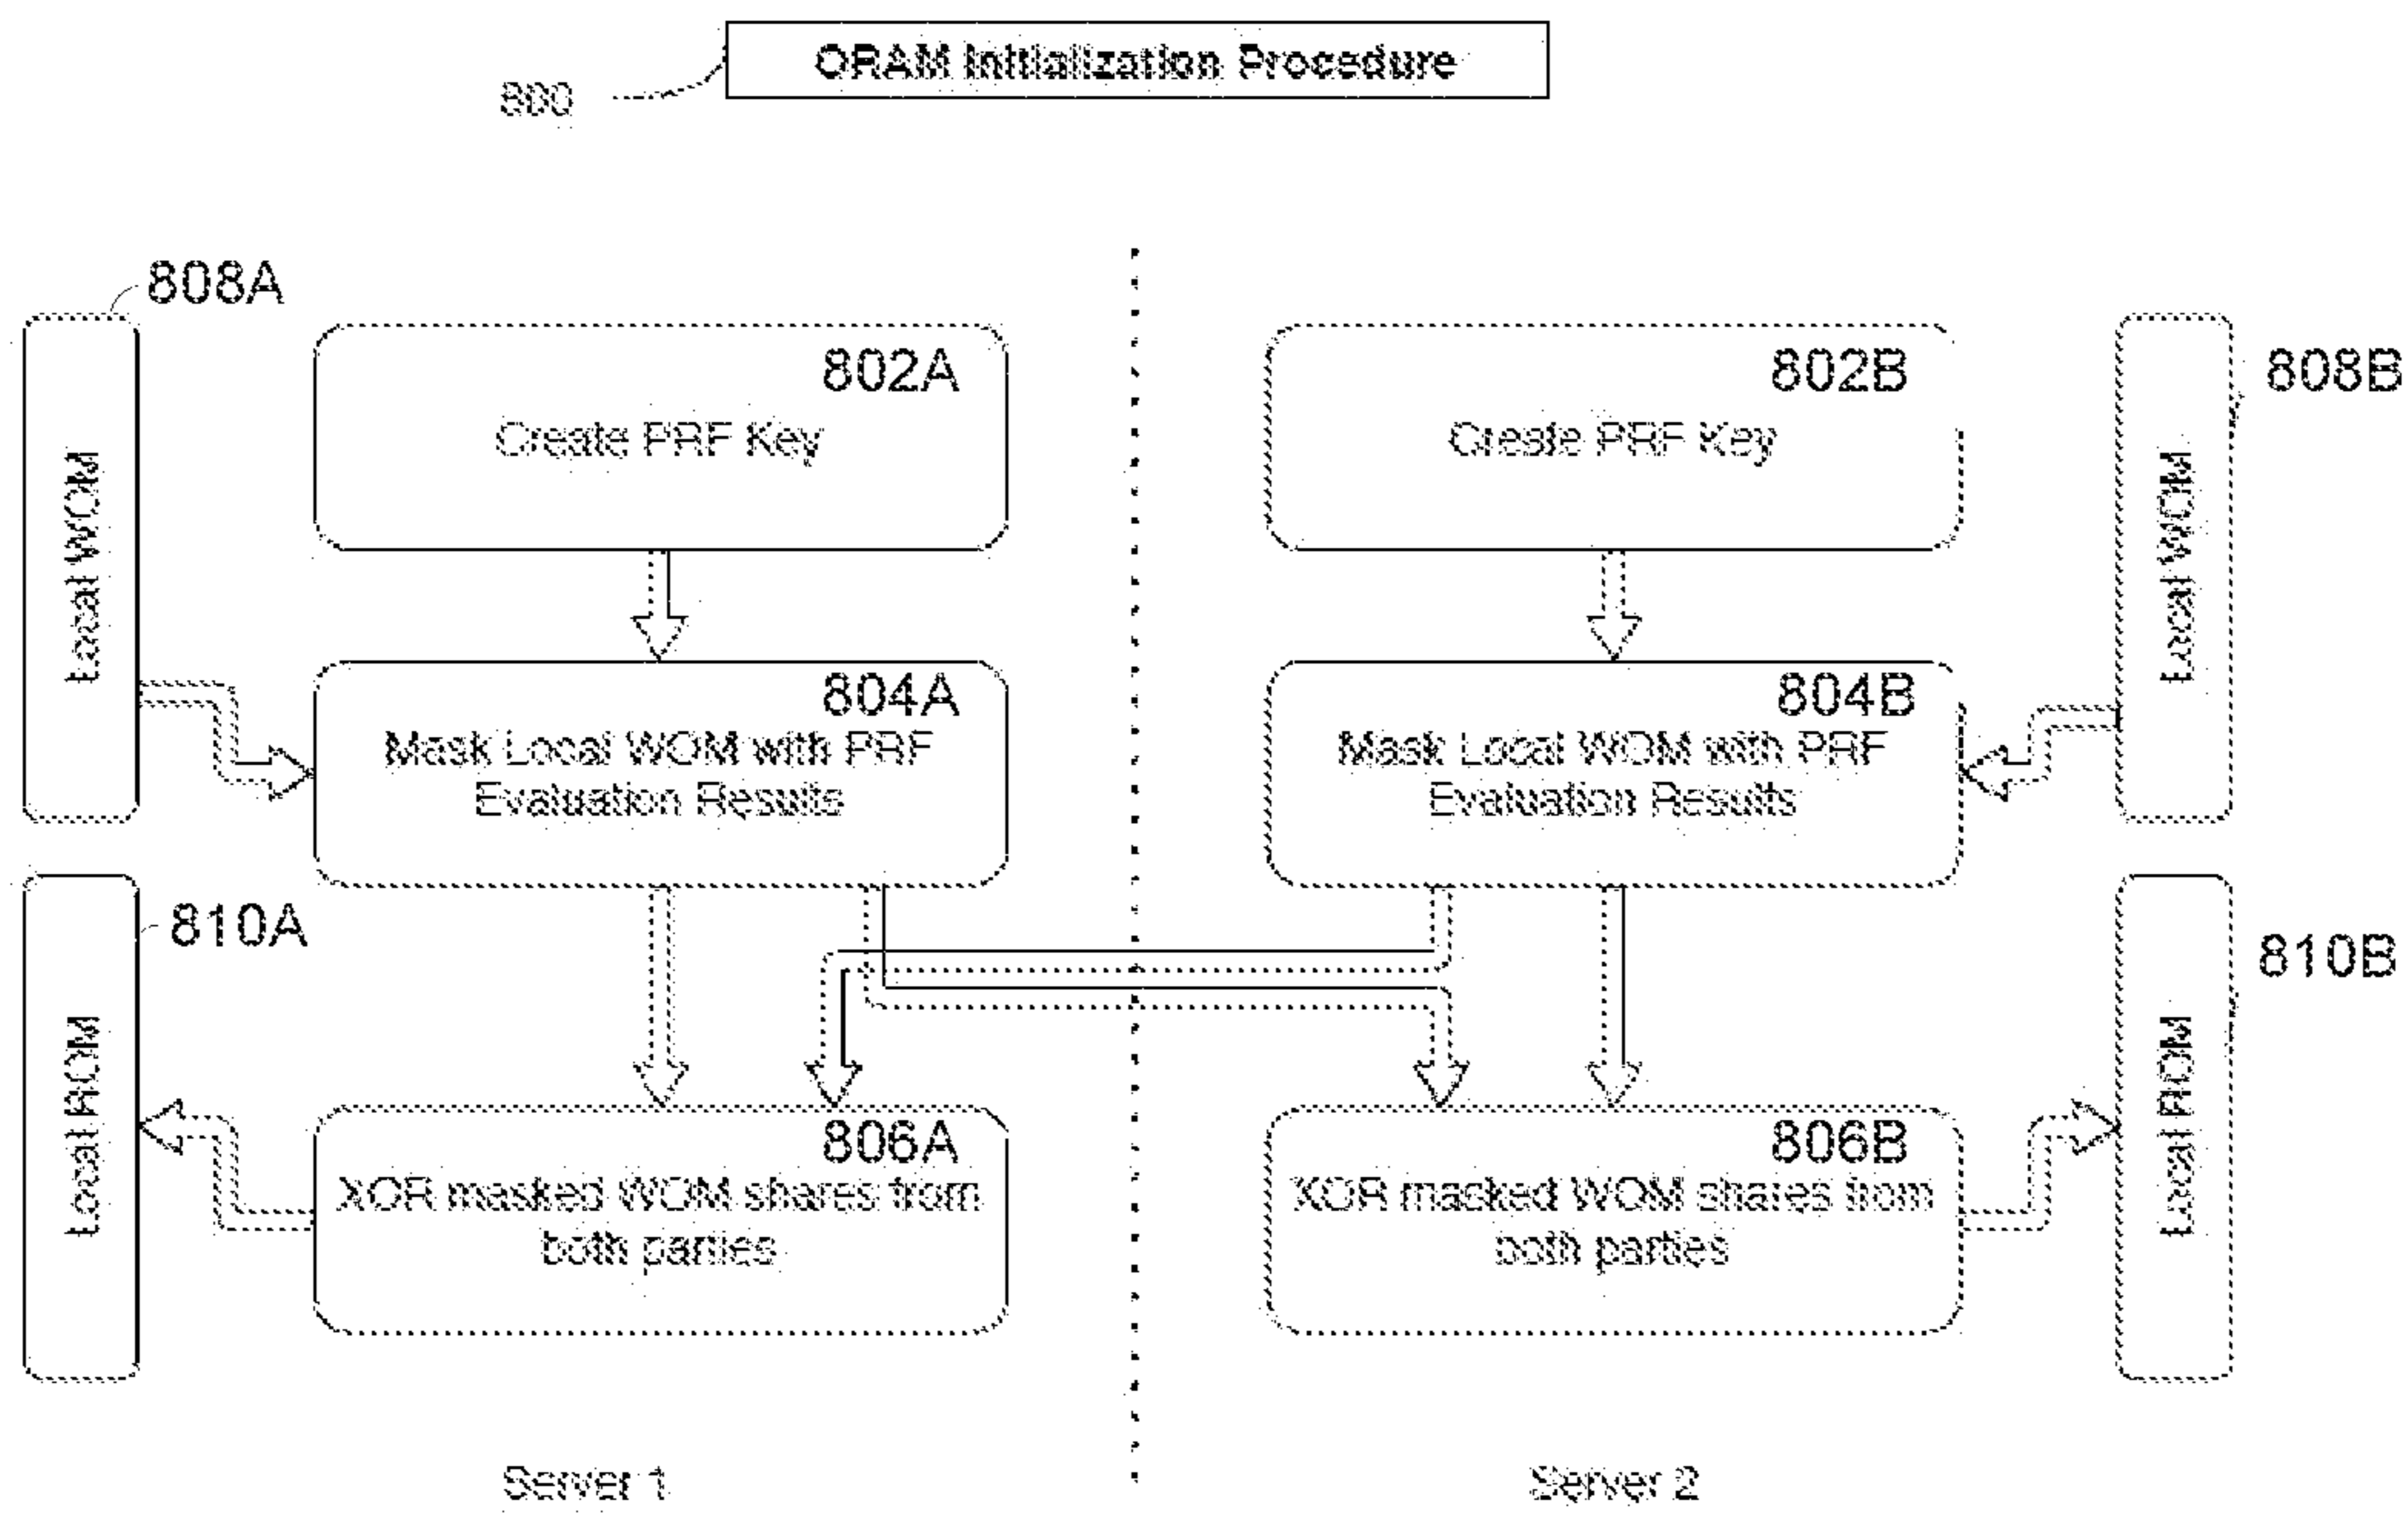 ORAM Initialization Procedure
800
808A
Local WOM
802A
Create PRF Key
802B
Create PRF Key
808B
Local WOM
804A
Mask Local WOM with PRF
Evaluation Results
804B
Mask Local WOM with PRF
Evaluation Results
810A
Local ROM
810B
Local ROM
806A
XOR masked WOM shares from
both parties
806B
XOR masked WOM shares from
both parties
Server 1
Server 2